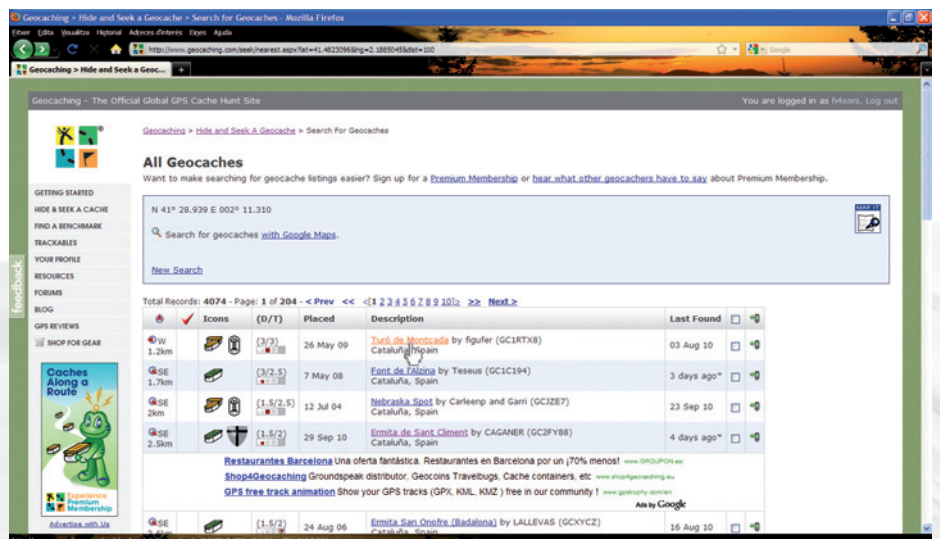 Geocaching > Hide and Seek a Geocache > Search for Geocaches - Mozilla Firefox
Fitxer Edita Visualitza Historial Adreces d'interès Eines Ajuda
Google
Geocaching > Hide and Seek a Geoc...
Geocaching - The Official Global GPS Cache Hunt Site
You are logged in as h4xors. Log out
Geocaching > Hide and Seek A Geocache > Search For Geocaches
All Geocaches
Want to make searching for geocache listings easier? Sign up for a Premium Membership or hear what other geocachers have to say about Premium Membership.
GETTING STARTED
HIDE & SEEK A CACHE
FIND A BENCHMARK
TRACKABLES
YOUR PROFILE
RESOURCES
FORUMS
BLOG
GPS REVIEWS
SHOP FOR GEAR
feedback
N 41° 28.939 E 002° 11.310
MAP IT
Search for geocaches with Google Maps.
New Search
Total Records: 4074 - Page: 1 of 204 - < Prev << <[1 2 3 4 5 6 7 8 9 10]> >> Next >
Icons (D/T) Placed Description Last Found
W 1.2km (3/3) 26 May 09 Turó de Montcada by figufer (GC1RTX8) 03 Aug 10
Cataluña, Spain
SE 1.7km (3/2.5) 7 May 08 Font de l'Alzina by Teseus (GC1C194) 3 days ago*
Cataluña, Spain
SE 2km (1.5/2.5) 12 Jul 04 Nebraska Spot by Carleenp and Garri (GCJZE7) 23 Sep 10
Cataluña, Spain
SE 2.5km (1.5/2) 29 Sep 10 Ermita de Sant Climent by CAGANER (GC2FY88) 4 days ago*
Cataluña, Spain
Restaurantes Barcelona Una oferta fantástica. Restaurantes en Barcelona por un ¡70% menos! www.GROUPON.es/
Shop4Geocaching Groundspeak distributor, Geocoins Travelbugs, Cache containers, etc www.shop4geocaching.eu
GPS free track animation Show your GPS tracks (GPX, KML, KMZ ) free in our community ! www.gpstrophy.com/en
Ads by Google
SE (1.5/2) 24 Aug 06 Ermita San Onofre (Badalona) by LALLEVAS (GCXYCZ) 16 Aug 10
Cataluña, Spain
Caches
Along a
Route
Experience
Premium
Membership
Advertise with Us